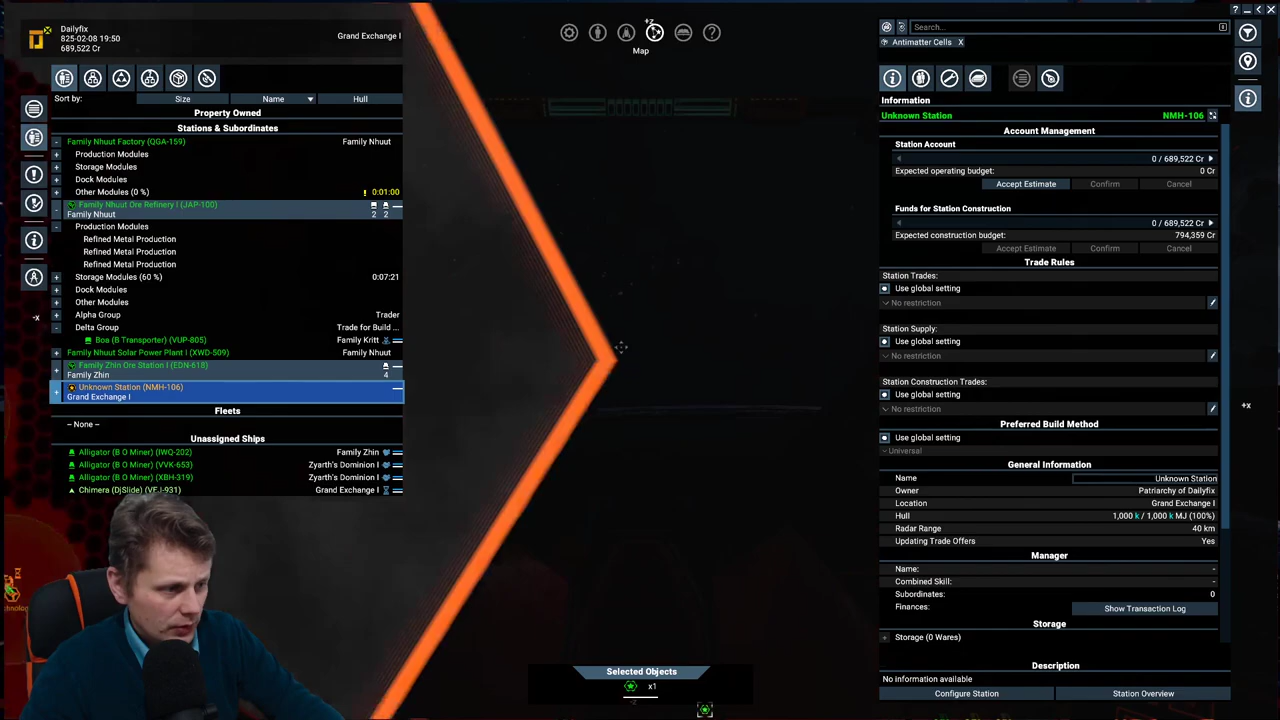 Dailyfix
825-02-08 19:50
689,522 Cr
Grand Exchange I
Map
Sort by:
Size
Name
Hull
Property Owned
Stations & Subordinates
- Family Nhuut Factory (QGA-159) Family Nhuut
+ Production Modules
+ Storage Modules
+ Dock Modules
+ Other Modules (0 %) ! 0:01:00
- Family Nhuut Ore Refinery I (JAP-100)
Family Nhuut 2 2
- Production Modules
Refined Metal Production
Refined Metal Production
Refined Metal Production
+ Storage Modules (60 %) 0:07:21
+ Dock Modules
+ Other Modules
+ Alpha Group Trader
- Delta Group Trade for Build ...
Boa (B Transporter) (VUP-805) Family Kritt
+ Family Nhuut Solar Power Plant I (XWD-509) Family Nhuut
+ Family Zhin Ore Station I (EDN-618)
Family Zhin 4
+ Unknown Station (NMH-106)
Grand Exchange I
Fleets
-- None --
Unassigned Ships
Alligator (B O Miner) (IWQ-202) Family Zhin
Alligator (B O Miner) (VVK-653) Zyarth's Dominion I
Alligator (B O Miner) (XBH-319) Zyarth's Dominion I
Chimera (DjSlide) Grand Exchange I
-x
+z
+x
-z
Selected Objects
x1
Search...
Antimatter Cells X
Information
Unknown Station NMH-106
Account Management
Station Account
0 / 689,522 Cr
Expected operating budget: 0 Cr
Accept Estimate Confirm Cancel
Funds for Station Construction
0 / 689,522 Cr
Expected construction budget: 794,359 Cr
Accept Estimate Confirm Cancel
Trade Rules
Station Trades:
Use global setting
No restriction
Station Supply:
Use global setting
No restriction
Station Construction Trades:
Use global setting
No restriction
Preferred Build Method
Use global setting
Universal
General Information
Name Unknown Station
Owner Patriarchy of Dailyfix
Location Grand Exchange I
Hull 1,000 k / 1,000 k MJ (100%)
Radar Range 40 km
Updating Trade Offers Yes
Manager
Name: -
Combined Skill: -
Subordinates: 0
Finances: Show Transaction Log
Storage
+ Storage (0 Wares)
Description
No information available
Configure Station
Station Overview